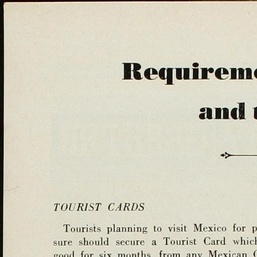 Requireme
and t
TOURIST CARDS
Tourists planning to visit Mexico for p
sure should secure a Tourist Card whic
good for six months, from any Mexican C